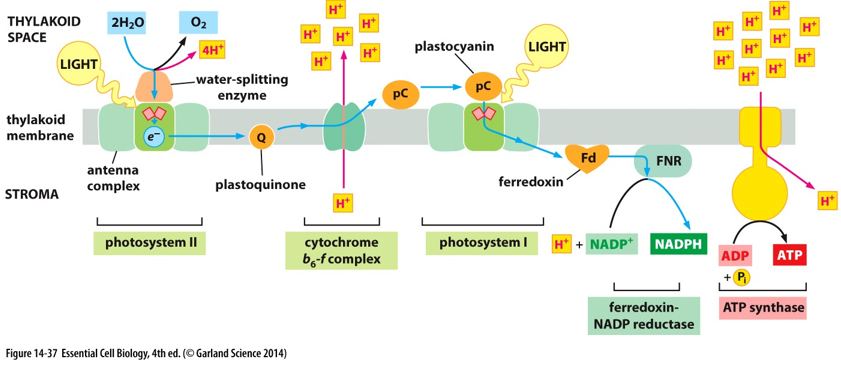 THYLAKOID
SPACE
2H₂O
O₂
4H⁺
LIGHT
water-splitting
enzyme
H⁺
H⁺
H⁺
H⁺
H⁺
plastocyanin
LIGHT
pC
pC
H⁺
H⁺
H⁺
H⁺
H⁺
H⁺
H⁺
H⁺
thylakoid
membrane
e⁻
Q
antenna
complex
plastoquinone
Fd
FNR
ferredoxin
STROMA
H⁺
H⁺
photosystem II
cytochrome
b₆-f complex
photosystem I
H⁺ + NADP⁺
NADPH
ADP
+ Pᵢ
ATP
ferredoxin-
NADP reductase
ATP synthase
Figure 14-37 Essential Cell Biology, 4th ed. (© Garland Science 2014)